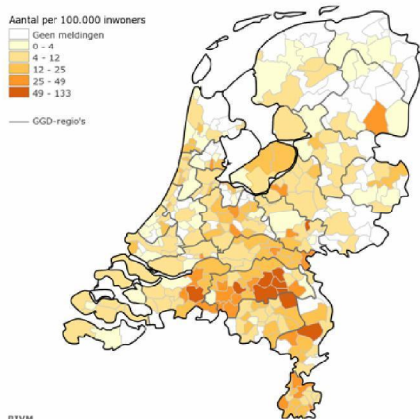 Aantal per 100.000 inwoners
Geen meldingen
0 - 4
4 - 12
12 - 25
25 - 49
49 - 133
GGD-regio's
RIVM